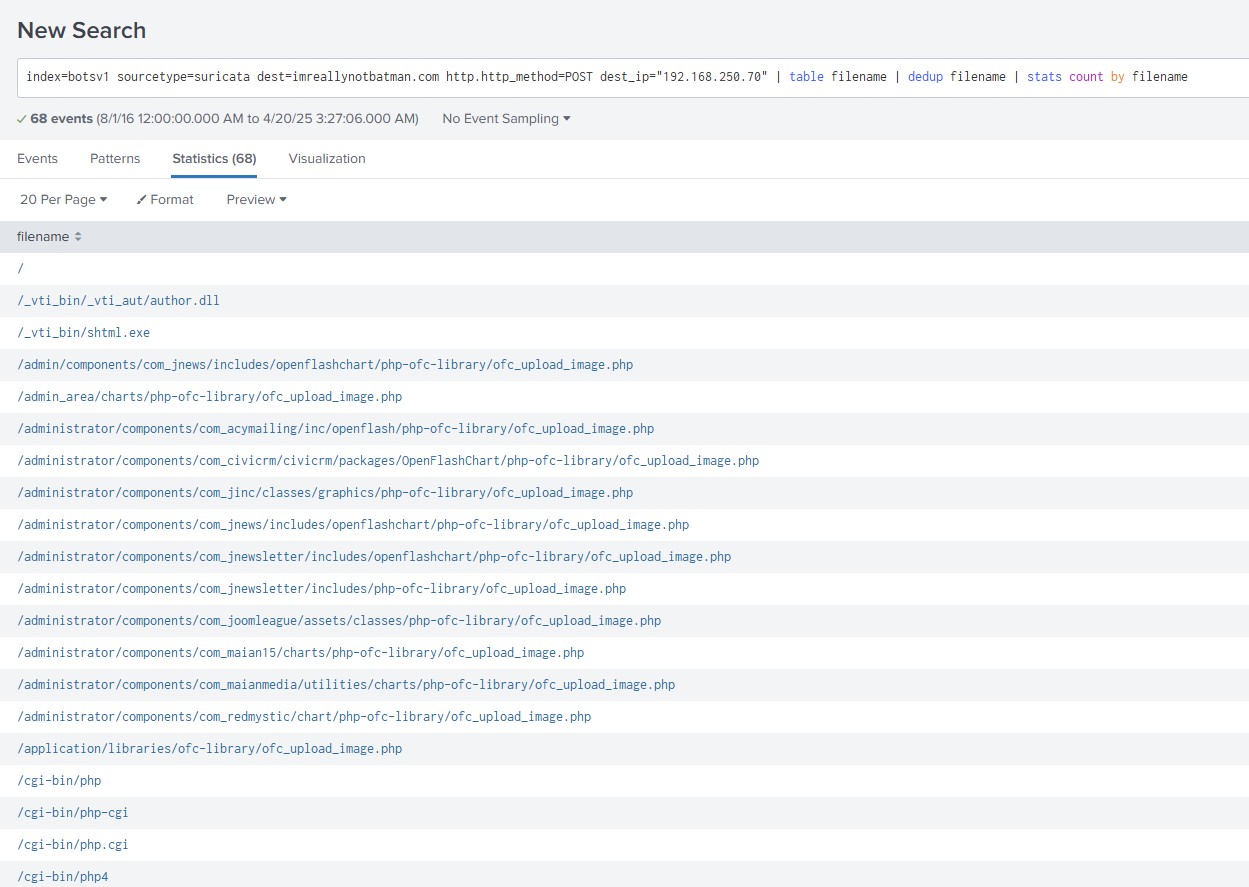 New Search
index=botsv1 sourcetype=suricata dest=imreallynotbatman.com http.http_method=POST dest_ip="192.168.250.70" | table filename | dedup filename | stats count by filename
✓ 68 events (8/1/16 12:00:00.000 AM to 4/20/25 3:27:06.000 AM) No Event Sampling
Events Patterns Statistics (68) Visualization
20 Per Page Format Preview
filename
/
/_vti_bin/_vti_aut/author.dll
/_vti_bin/shtml.exe
/admin/components/com_jnews/includes/openflashchart/php-ofc-library/ofc_upload_image.php
/admin_area/charts/php-ofc-library/ofc_upload_image.php
/administrator/components/com_acymailing/inc/openflash/php-ofc-library/ofc_upload_image.php
/administrator/components/com_civicrm/civicrm/packages/OpenFlashChart/php-ofc-library/ofc_upload_image.php
/administrator/components/com_jinc/classes/graphics/php-ofc-library/ofc_upload_image.php
/administrator/components/com_jnews/includes/openflashchart/php-ofc-library/ofc_upload_image.php
/administrator/components/com_jnewsletter/includes/openflashchart/php-ofc-library/ofc_upload_image.php
/administrator/components/com_jnewsletter/includes/php-ofc-library/ofc_upload_image.php
/administrator/components/com_joomleague/assets/classes/php-ofc-library/ofc_upload_image.php
/administrator/components/com_maian15/charts/php-ofc-library/ofc_upload_image.php
/administrator/components/com_maianmedia/utilities/charts/php-ofc-library/ofc_upload_image.php
/administrator/components/com_redmystic/chart/php-ofc-library/ofc_upload_image.php
/application/libraries/ofc-library/ofc_upload_image.php
/cgi-bin/php
/cgi-bin/php-cgi
/cgi-bin/php.cgi
/cgi-bin/php4